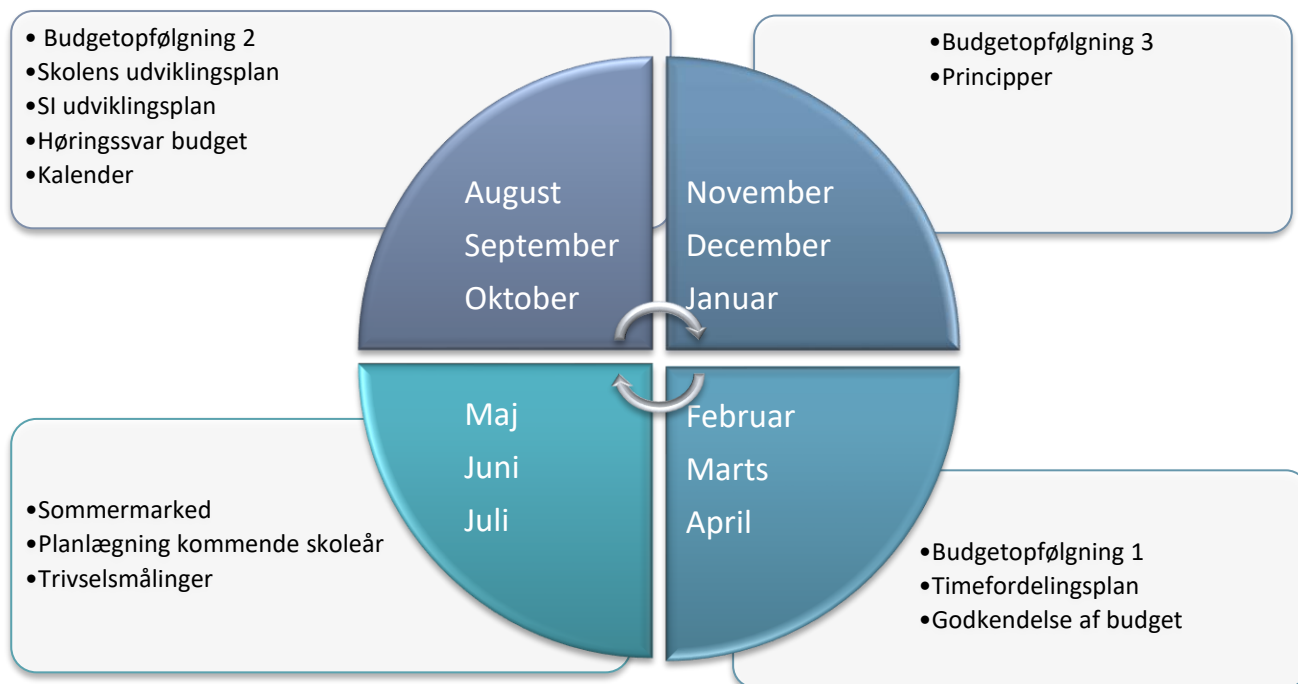 • Budgetopfølgning 2
•Skolens udviklingsplan
•SI udviklingsplan
•Høringssvar budget
•Kalender
•Budgetopfølgning 3
•Principper
August
September
Oktober
November
December
Januar
Maj
Juni
Juli
Februar
Marts
April
•Sommermarked
•Planlægning kommende skoleår
•Trivselsmålinger
•Budgetopfølgning 1
•Timefordelingsplan
•Godkendelse af budget